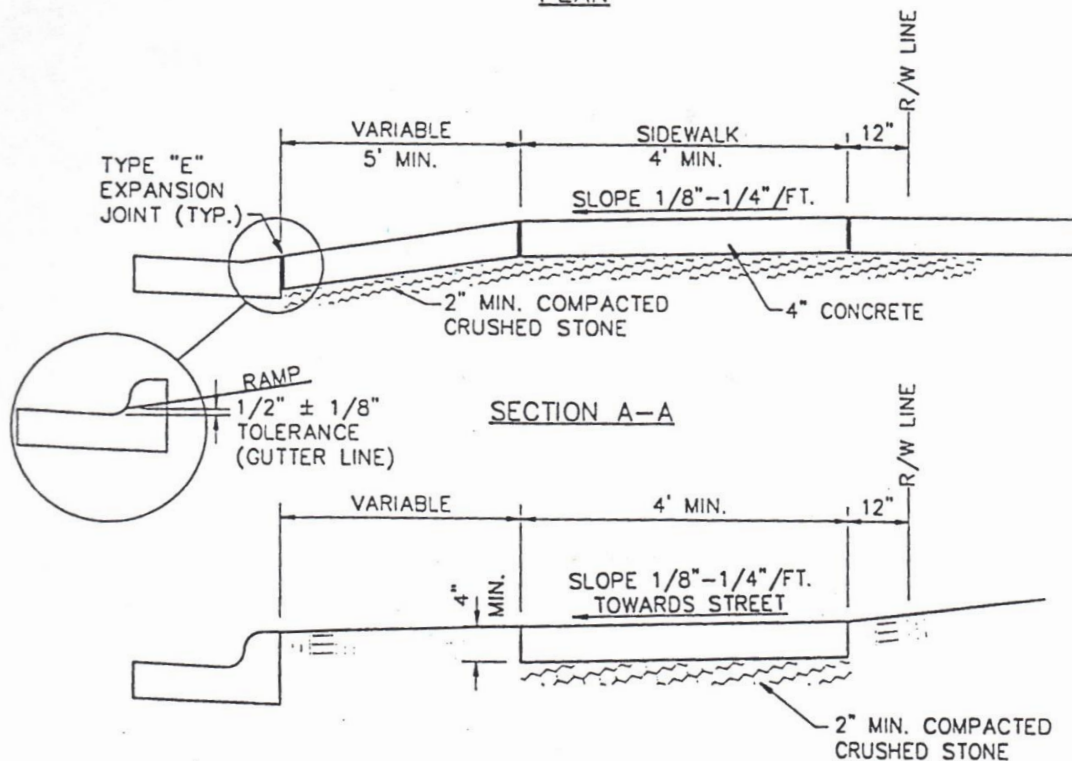 R/W LINE
VARIABLE
5' MIN.
SIDEWALK
4' MIN.
12"
TYPE "E"
EXPANSION
JOINT (TYP.)
SLOPE 1/8"-1/4"/FT.
2" MIN. COMPACTED
CRUSHED STONE
4" CONCRETE
RAMP
1/2" ± 1/8"
TOLERANCE
(GUTTER LINE)
SECTION A-A
R/W LINE
VARIABLE
4' MIN.
12"
4"
MIN.
SLOPE 1/8"-1/4"/FT.
TOWARDS STREET
2" MIN. COMPACTED
CRUSHED STONE